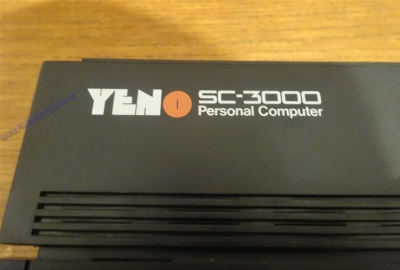 YENO SC-3000
Personal Computer